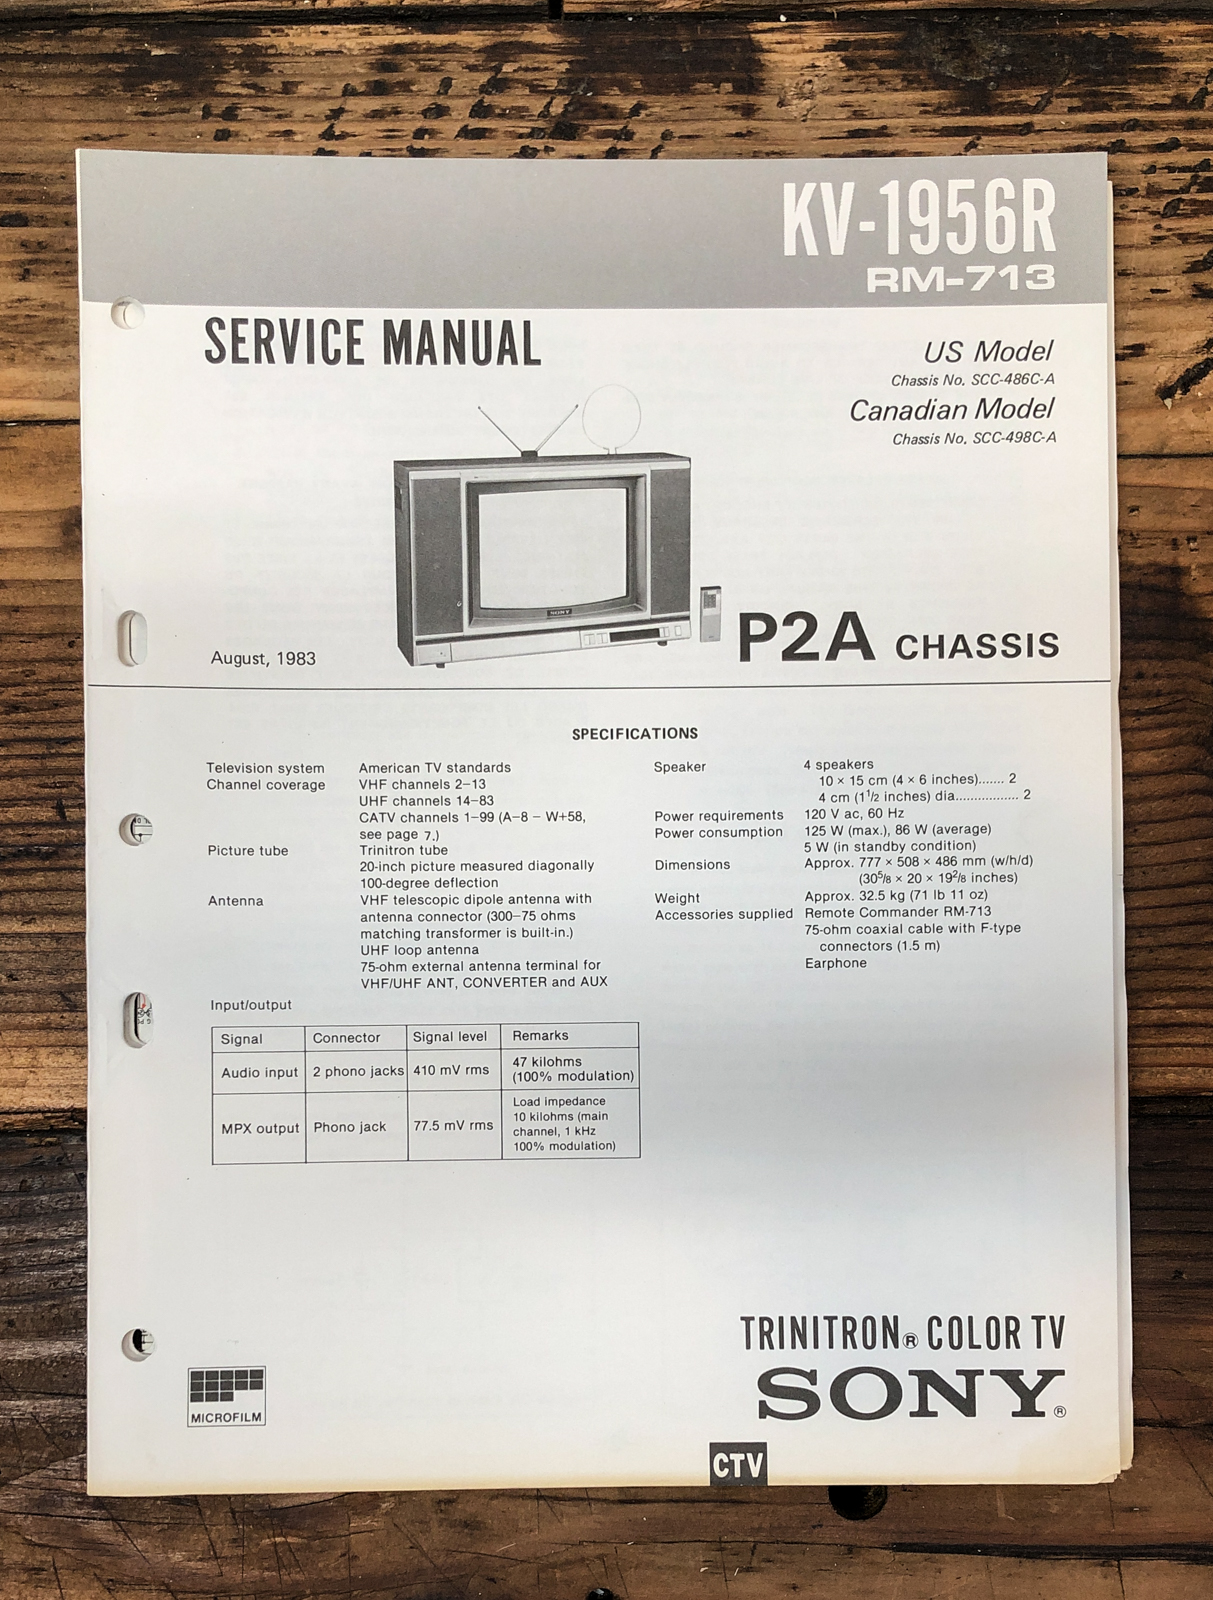 KV-1956R
RM-713
SERVICE MANUAL
US Model
Chassis No. SCC-486C-A
Canadian Model
Chassis No. SCC-498C-A
SONY
August, 1983
P2A CHASSIS
SPECIFICATIONS
Television system American TV standards
Channel coverage VHF channels 2–13
UHF channels 14–83
CATV channels 1–99 (A-8 – W+58,
see page 7.)
Picture tube Trinitron tube
20-inch picture measured diagonally
100-degree deflection
Antenna VHF telescopic dipole antenna with
antenna connector (300–75 ohms
matching transformer is built-in.)
UHF loop antenna
75-ohm external antenna terminal for
VHF/UHF ANT, CONVERTER and AUX
Speaker 4 speakers
10 × 15 cm (4 × 6 inches)....... 2
4 cm (1 1/2 inches) dia................. 2
Power requirements 120 V ac, 60 Hz
Power consumption 125 W (max.), 86 W (average)
5 W (in standby condition)
Dimensions Approx. 777 × 508 × 486 mm (w/h/d)
(30 5/8 × 20 × 19 2/8 inches)
Weight Approx. 32.5 kg (71 lb 11 oz)
Accessories supplied Remote Commander RM-713
75-ohm coaxial cable with F-type
connectors (1.5 m)
Earphone
Input/output
Signal Connector Signal level Remarks
Audio input 2 phono jacks 410 mV rms 47 kilohms
(100% modulation)
MPX output Phono jack 77.5 mV rms Load impedance
10 kilohms (main
channel, 1 kHz
100% modulation)
TRINITRON® COLOR TV
SONY®
MICROFILM
CTV